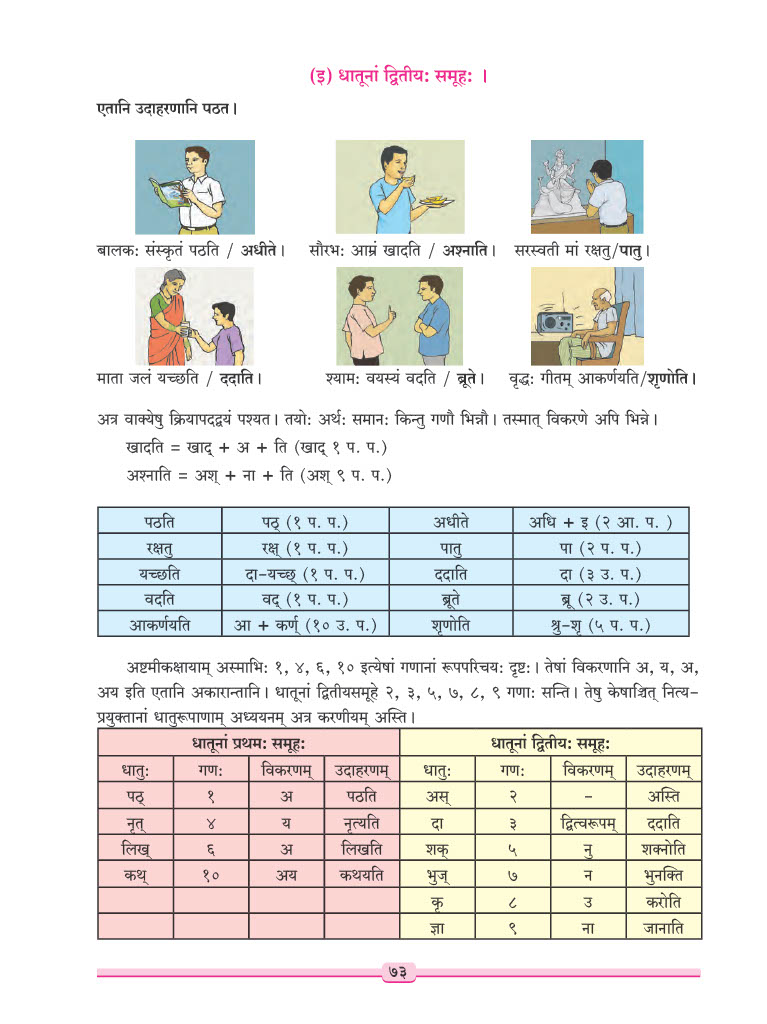 (इ) धातूनां द्वितीय: समूह: ।
एतानि उदाहरणानि पठत।
बालक: संस्कृतं पठति / अधीते। सौरभ: आम्रं खादति / अश्नाति। सरस्वती मां रक्षतु/पातु।
माता जलं यच्छति / ददाति। श्याम: वयस्यं वदति / ब्रूते। वृद्ध: गीतम् आकर्णयति/शृणोति।
अत्र वाक्येषु क्रियापदद्वयं पश्यत। तयो: अर्थ: समान: किन्तु गणौ भिन्नौ। तस्मात् विकरणे अपि भिन्ने।
खादति = खाद् + अ + ति (खाद् १ प. प.)
अश्नाति = अश् + ना + ति (अश् ९ प. प.)
पठति पठ् (१ प. प.) अधीते अधि + इ (२ आ. प. )
रक्षतु रक्ष् (१ प. प.) पातु पा (२ प. प.)
यच्छति दा-यच्छ् (१ प. प.) ददाति दा (३ उ. प.)
वदति वद् (१ प. प.) ब्रूते ब्रू (२ उ. प.)
आकर्णयति आ + कर्ण् (१० उ. प.) शृणोति श्रु-शृ (५ प. प.)
अष्टमीकक्षायाम् अस्माभि: १, ४, ६, १० इत्येषां गणानां रूपपरिचय: दृष्ट:। तेषां विकरणानि अ, य, अ,
अय इति एतानि अकारान्तानि। धातूनां द्वितीयसमूहे २, ३, ५, ७, ८, ९ गणा: सन्ति। तेषु केषाञ्चित् नित्य-
प्रयुक्तानां धातुरूपाणाम् अध्ययनम् अत्र करणीयम् अस्ति।
धातूनां प्रथम: समूह: धातूनां द्वितीय: समूह:
धातु: गण: विकरणम् उदाहरणम् धातु: गण: विकरणम् उदाहरणम्
पठ् १ अ पठति अस् २ – अस्ति
नृत् ४ य नृत्यति दा ३ द्वित्वरूपम् ददाति
लिख् ६ अ लिखति शक् ५ नु शक्नोति
कथ् १० अय कथयति भुज् ७ न भुनक्ति
कृ ८ उ करोति
ज्ञा ९ ना जानाति
७३